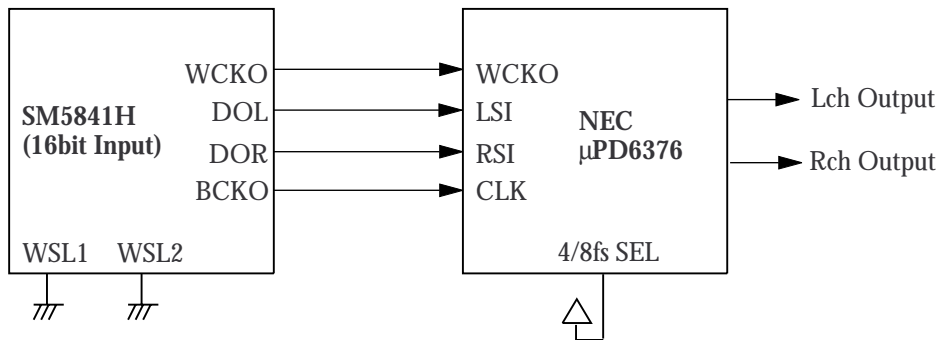 SM5841H
(16bit Input)
WCKO
DOL
DOR
BCKO
WSL1 WSL2
WCKO
LSI
RSI
CLK
NEC
µPD6376
4/8fs SEL
Lch Output
Rch Output